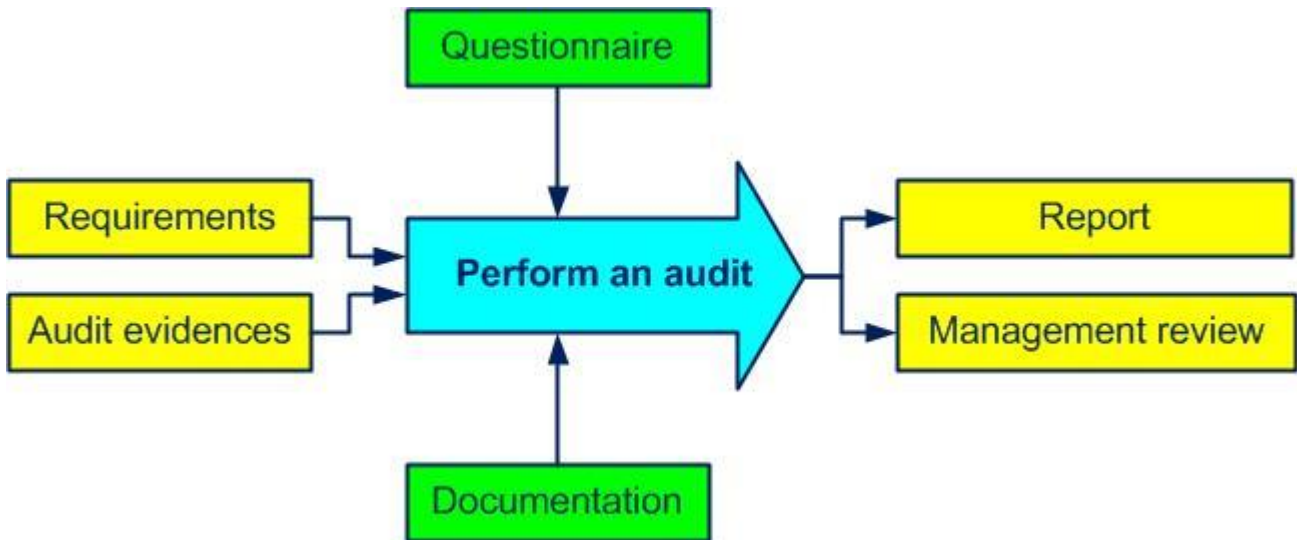 Questionnaire
Requirements
Audit evidences
Perform an audit
Report
Management review
Documentation